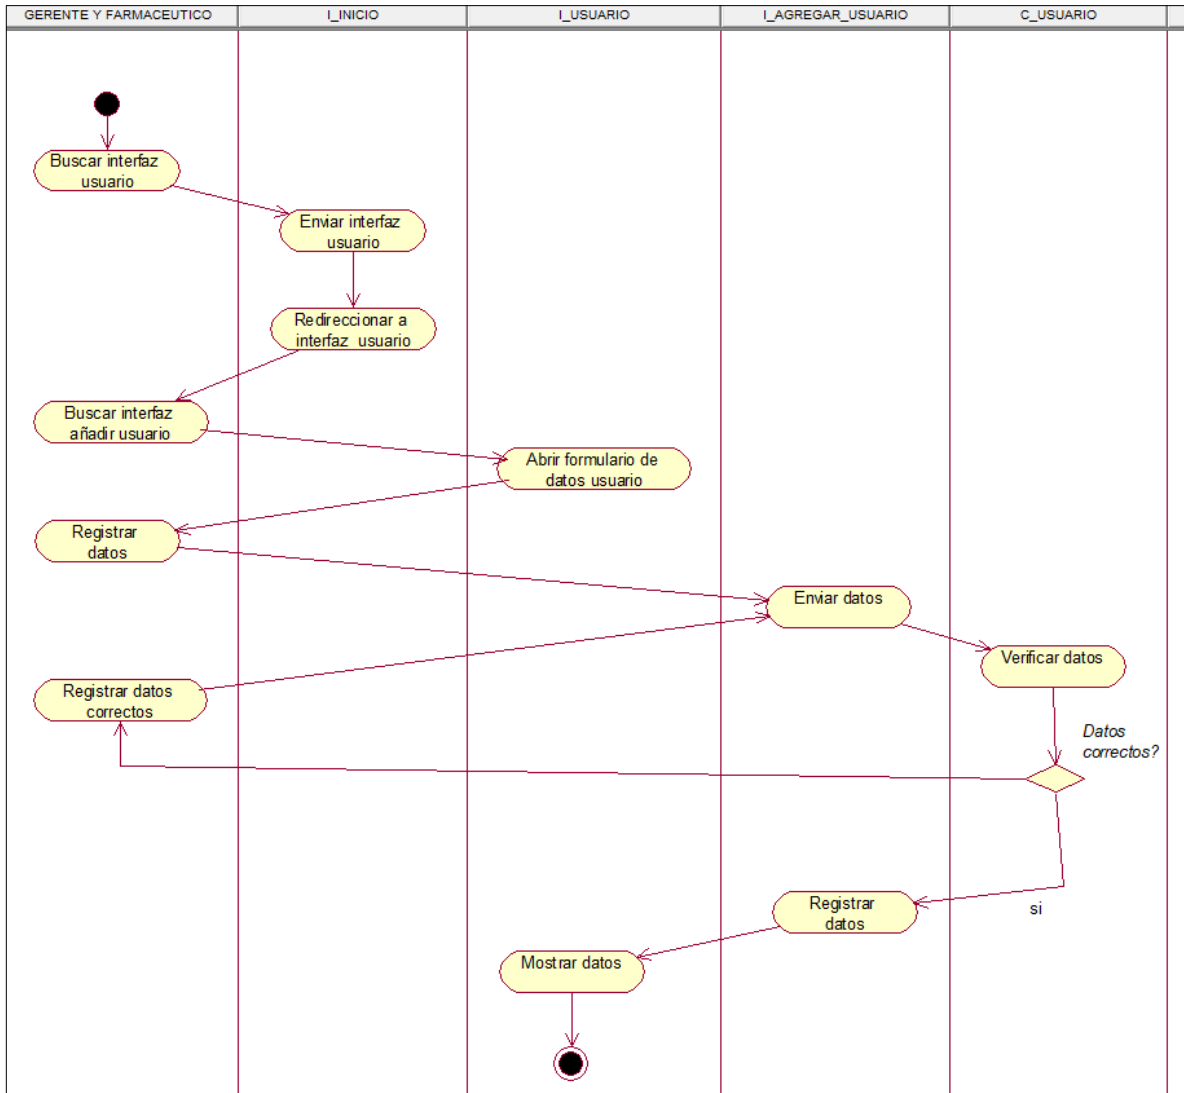 GERENTE Y FARMACEUTICO
I_INICIO
I_USUARIO
I_AGREGAR_USUARIO
C_USUARIO
Buscar interfaz
usuario
Enviar interfaz
usuario
Redireccionar a
interfaz usuario
Buscar interfaz
añadir usuario
Abrir formulario de
datos usuario
Registrar
datos
Enviar datos
Verificar datos
Registrar datos
correctos
Datos
correctos?
si
Registrar
datos
Mostrar datos